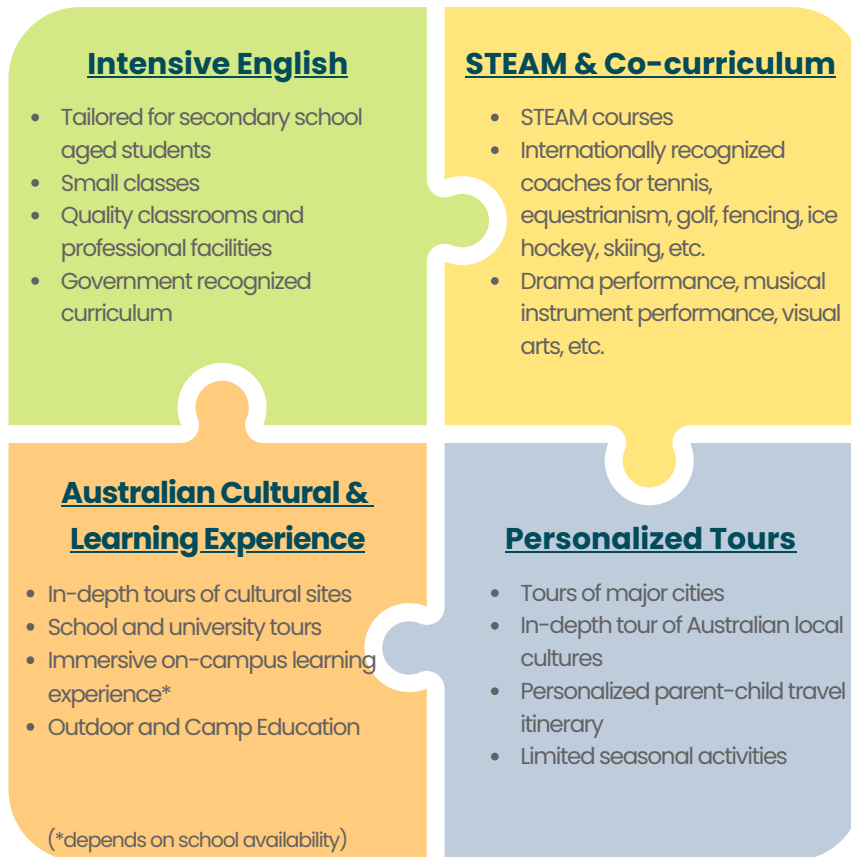 Intensive English
• Tailored for secondary school
aged students
• Small classes
• Quality classrooms and
professional facilities
• Government recognized
curriculum
STEAM & Co-curriculum
• STEAM courses
• Internationally recognized
coaches for tennis,
equestrianism, golf, fencing, ice
hockey, skiing, etc.
• Drama performance, musical
instrument performance, visual
arts, etc.
Australian Cultural &
Learning Experience
• In-depth tours of cultural sites
• School and university tours
• Immersive on-campus learning
experience*
• Outdoor and Camp Education
(*depends on school availability)
Personalized Tours
• Tours of major cities
• In-depth tour of Australian local
cultures
• Personalized parent-child travel
itinerary
• Limited seasonal activities